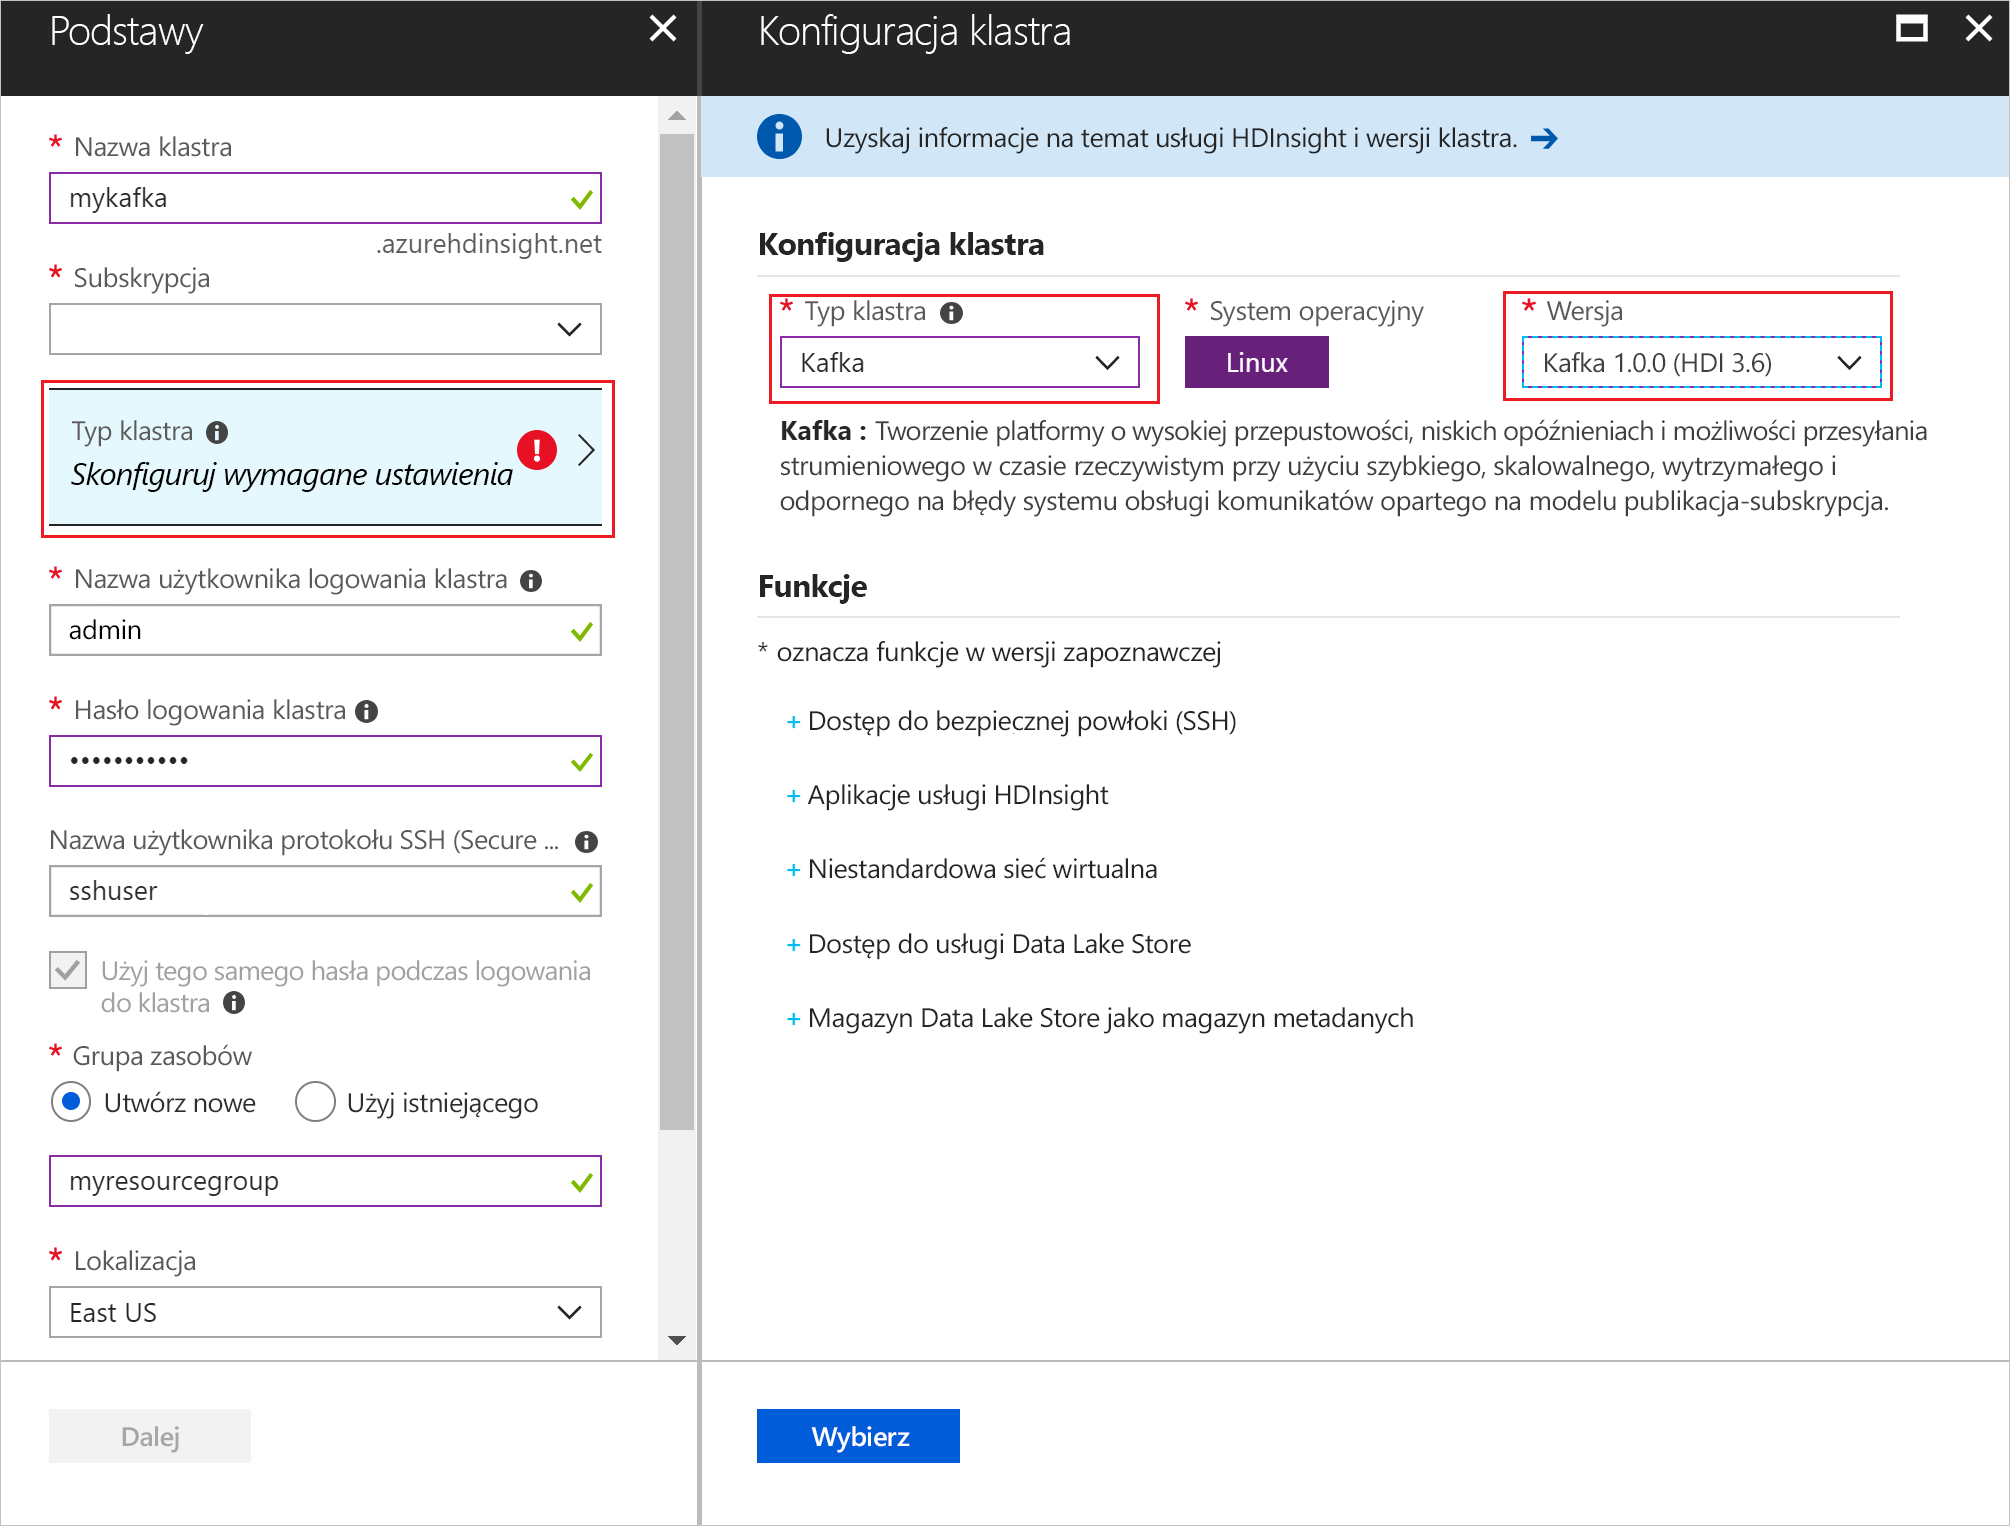 Podstawy
* Nazwa klastra
mykafka
.azurehdinsight.net
* Subskrypcja
Typ klastra
Skonfiguruj wymagane ustawienia
* Nazwa użytkownika logowania klastra
admin
* Hasło logowania klastra
•••••••••••
Nazwa użytkownika protokołu SSH (Secure ...
sshuser
Użyj tego samego hasła podczas logowania
do klastra
* Grupa zasobów
Utwórz nowe Użyj istniejącego
myresourcegroup
* Lokalizacja
East US
Dalej
Konfiguracja klastra
Uzyskaj informacje na temat usługi HDInsight i wersji klastra.
Konfiguracja klastra
* Typ klastra * System operacyjny * Wersja
Kafka Linux Kafka 1.0.0 (HDI 3.6)
Kafka : Tworzenie platformy o wysokiej przepustowości, niskich opóźnieniach i możliwości przesyłania
strumieniowego w czasie rzeczywistym przy użyciu szybkiego, skalowalnego, wytrzymałego i
odpornego na błędy systemu obsługi komunikatów opartego na modelu publikacja-subskrypcja.
Funkcje
* oznacza funkcje w wersji zapoznawczej
+ Dostęp do bezpiecznej powłoki (SSH)
+ Aplikacje usługi HDInsight
+ Niestandardowa sieć wirtualna
+ Dostęp do usługi Data Lake Store
+ Magazyn Data Lake Store jako magazyn metadanych
Wybierz